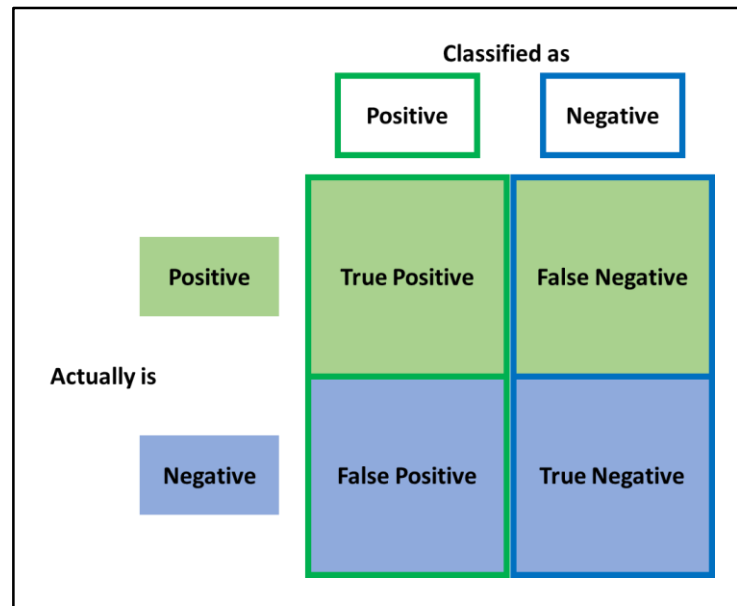 Classified as
Positive Negative
Positive True Positive False Negative
Actually is
Negative False Positive True Negative